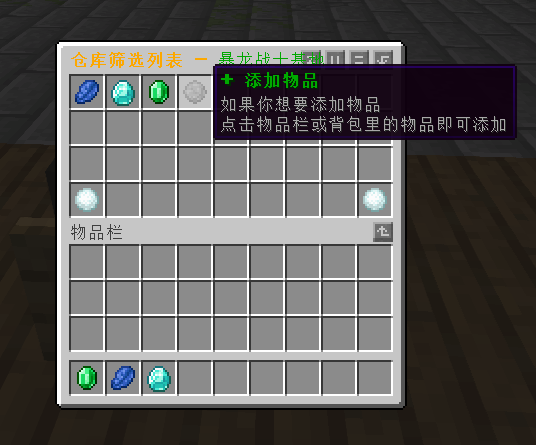 仓库筛选列表 － 暴龙战士基地
+ 添加物品
如果你想要添加物品
点击物品栏或背包里的物品即可添加
物品栏